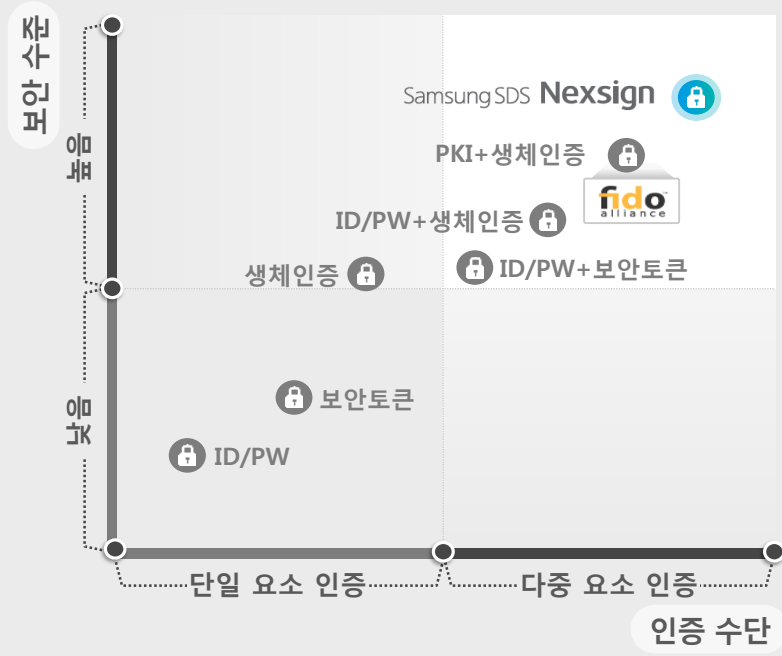 보안 수준
높음
낮음
Samsung SDS Nexsign
PKI+생체인증
fido
alliance
ID/PW+생체인증
생체인증
ID/PW+보안토큰
보안토큰
ID/PW
단일 요소 인증
다중 요소 인증
인증 수단